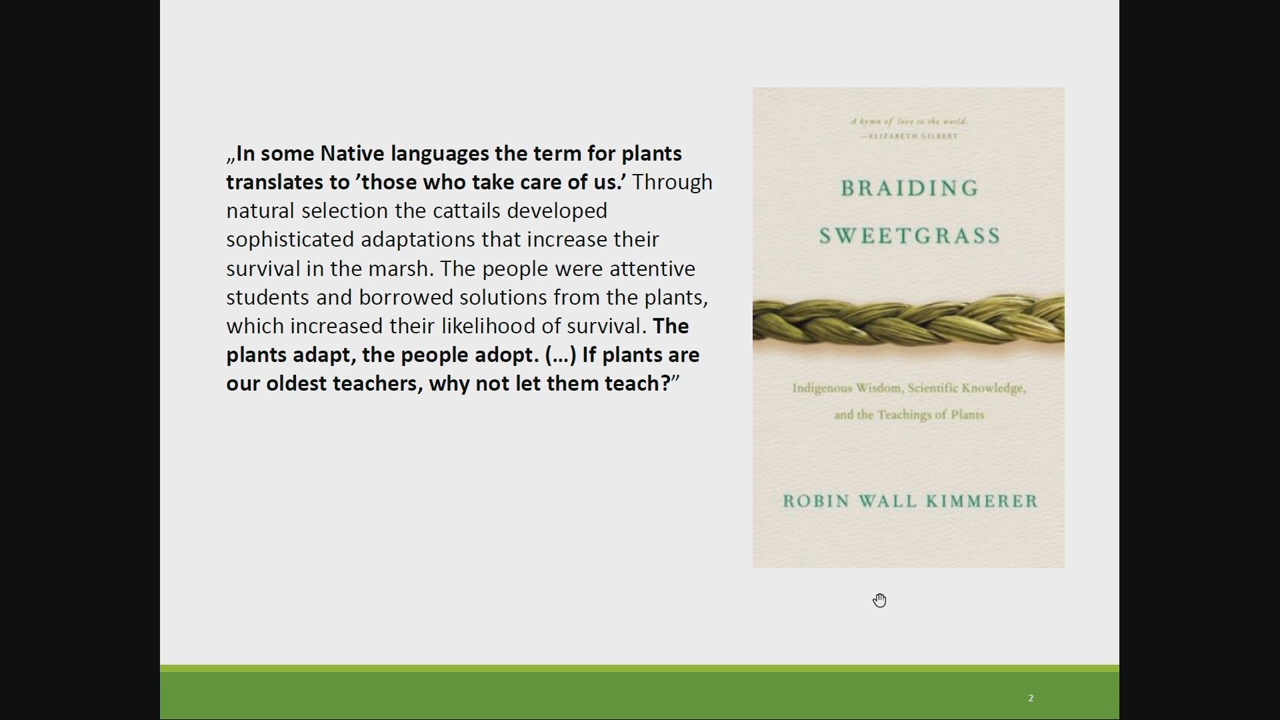 „In some Native languages the term for plants
translates to ’those who take care of us.’ Through
natural selection the cattails developed
sophisticated adaptations that increase their
survival in the marsh. The people were attentive
students and borrowed solutions from the plants,
which increased their likelihood of survival. The
plants adapt, the people adopt. (…) If plants are
our oldest teachers, why not let them teach?”
A hymn of love to the world.
—ELIZABETH GILBERT
BRAIDING
SWEETGRASS
Indigenous Wisdom, Scientific Knowledge,
and the Teachings of Plants
ROBIN WALL KIMMERER
2